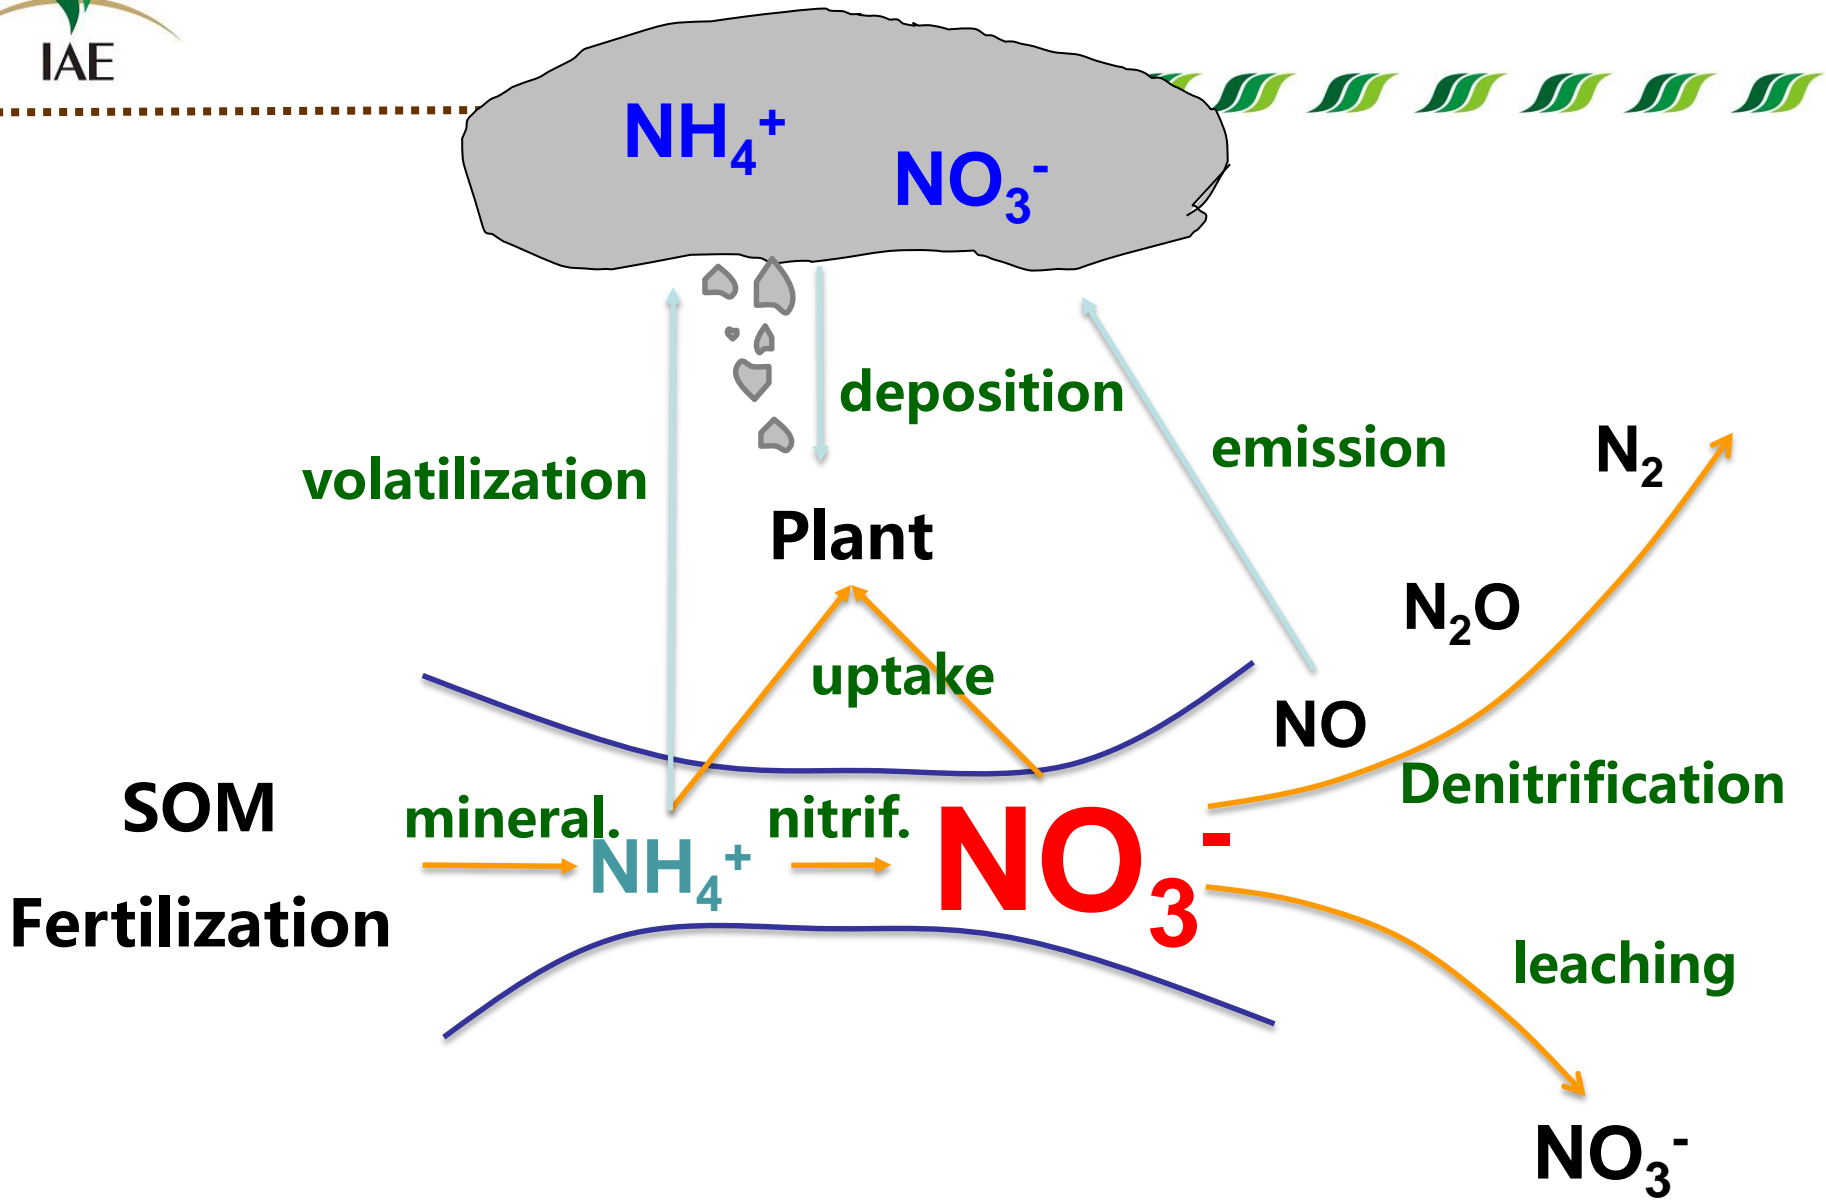 IAE
NH₄⁺
NO₃⁻
deposition
emission
N₂
volatilization
Plant
N₂O
uptake
NO
Denitrification
SOM
mineral.
nitrif.
NH₄⁺
NO₃⁻
Fertilization
leaching
NO₃⁻